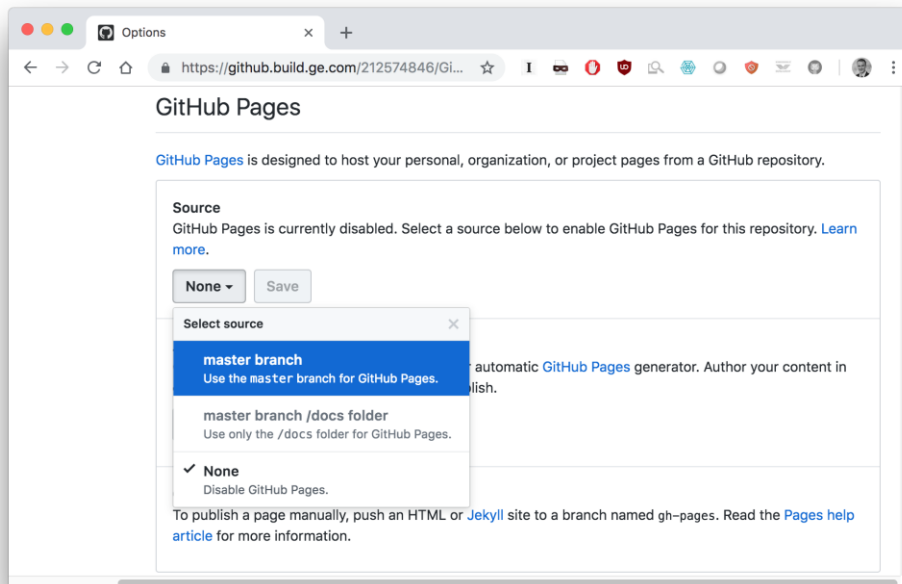 Options
https://github.build.ge.com/212574846/Gi...
GitHub Pages
GitHub Pages is designed to host your personal, organization, or project pages from a GitHub repository.
Source
GitHub Pages is currently disabled. Select a source below to enable GitHub Pages for this repository. Learn
more.
None
Save
Select source
master branch
Use the master branch for GitHub Pages.
automatic GitHub Pages generator. Author your content in
master branch /docs folder
Use only the /docs folder for GitHub Pages.
None
Disable GitHub Pages.
To publish a page manually, push an HTML or Jekyll site to a branch named gh-pages. Read the Pages help
article for more information.